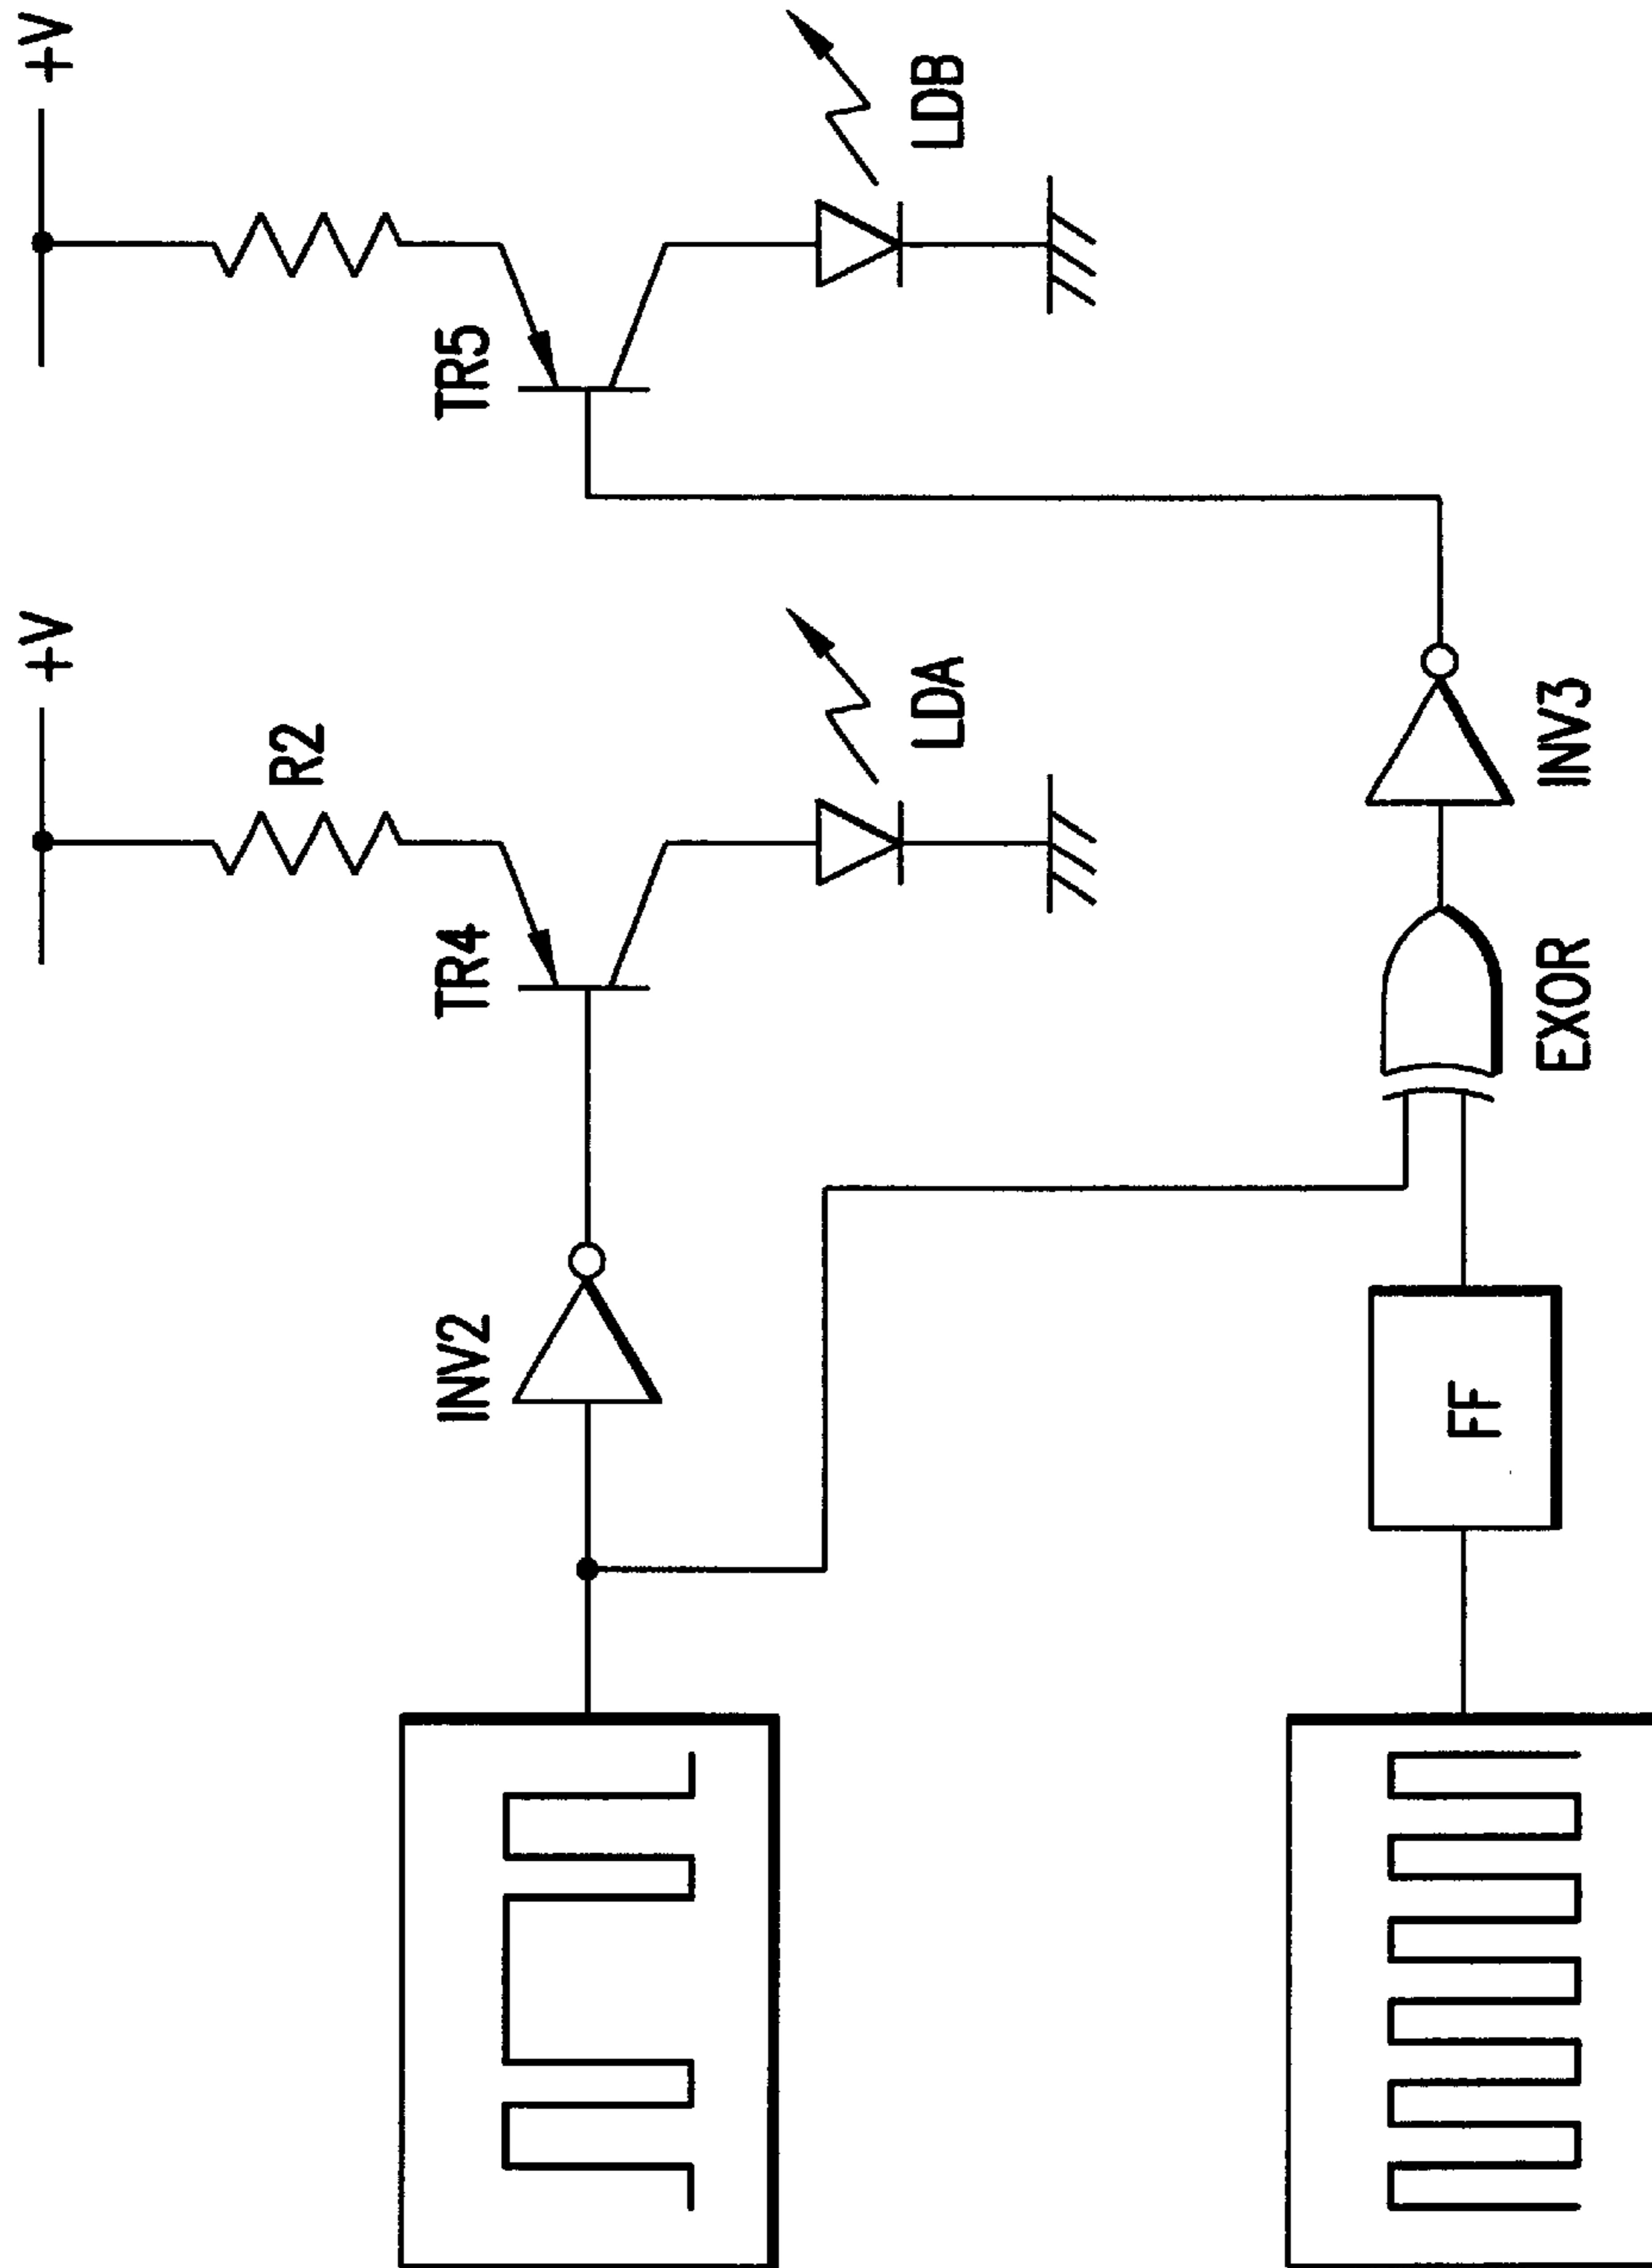 +V
+V
R2
TR4
TR5
LDA
LDB
INV2
FF
EXOR
INV3